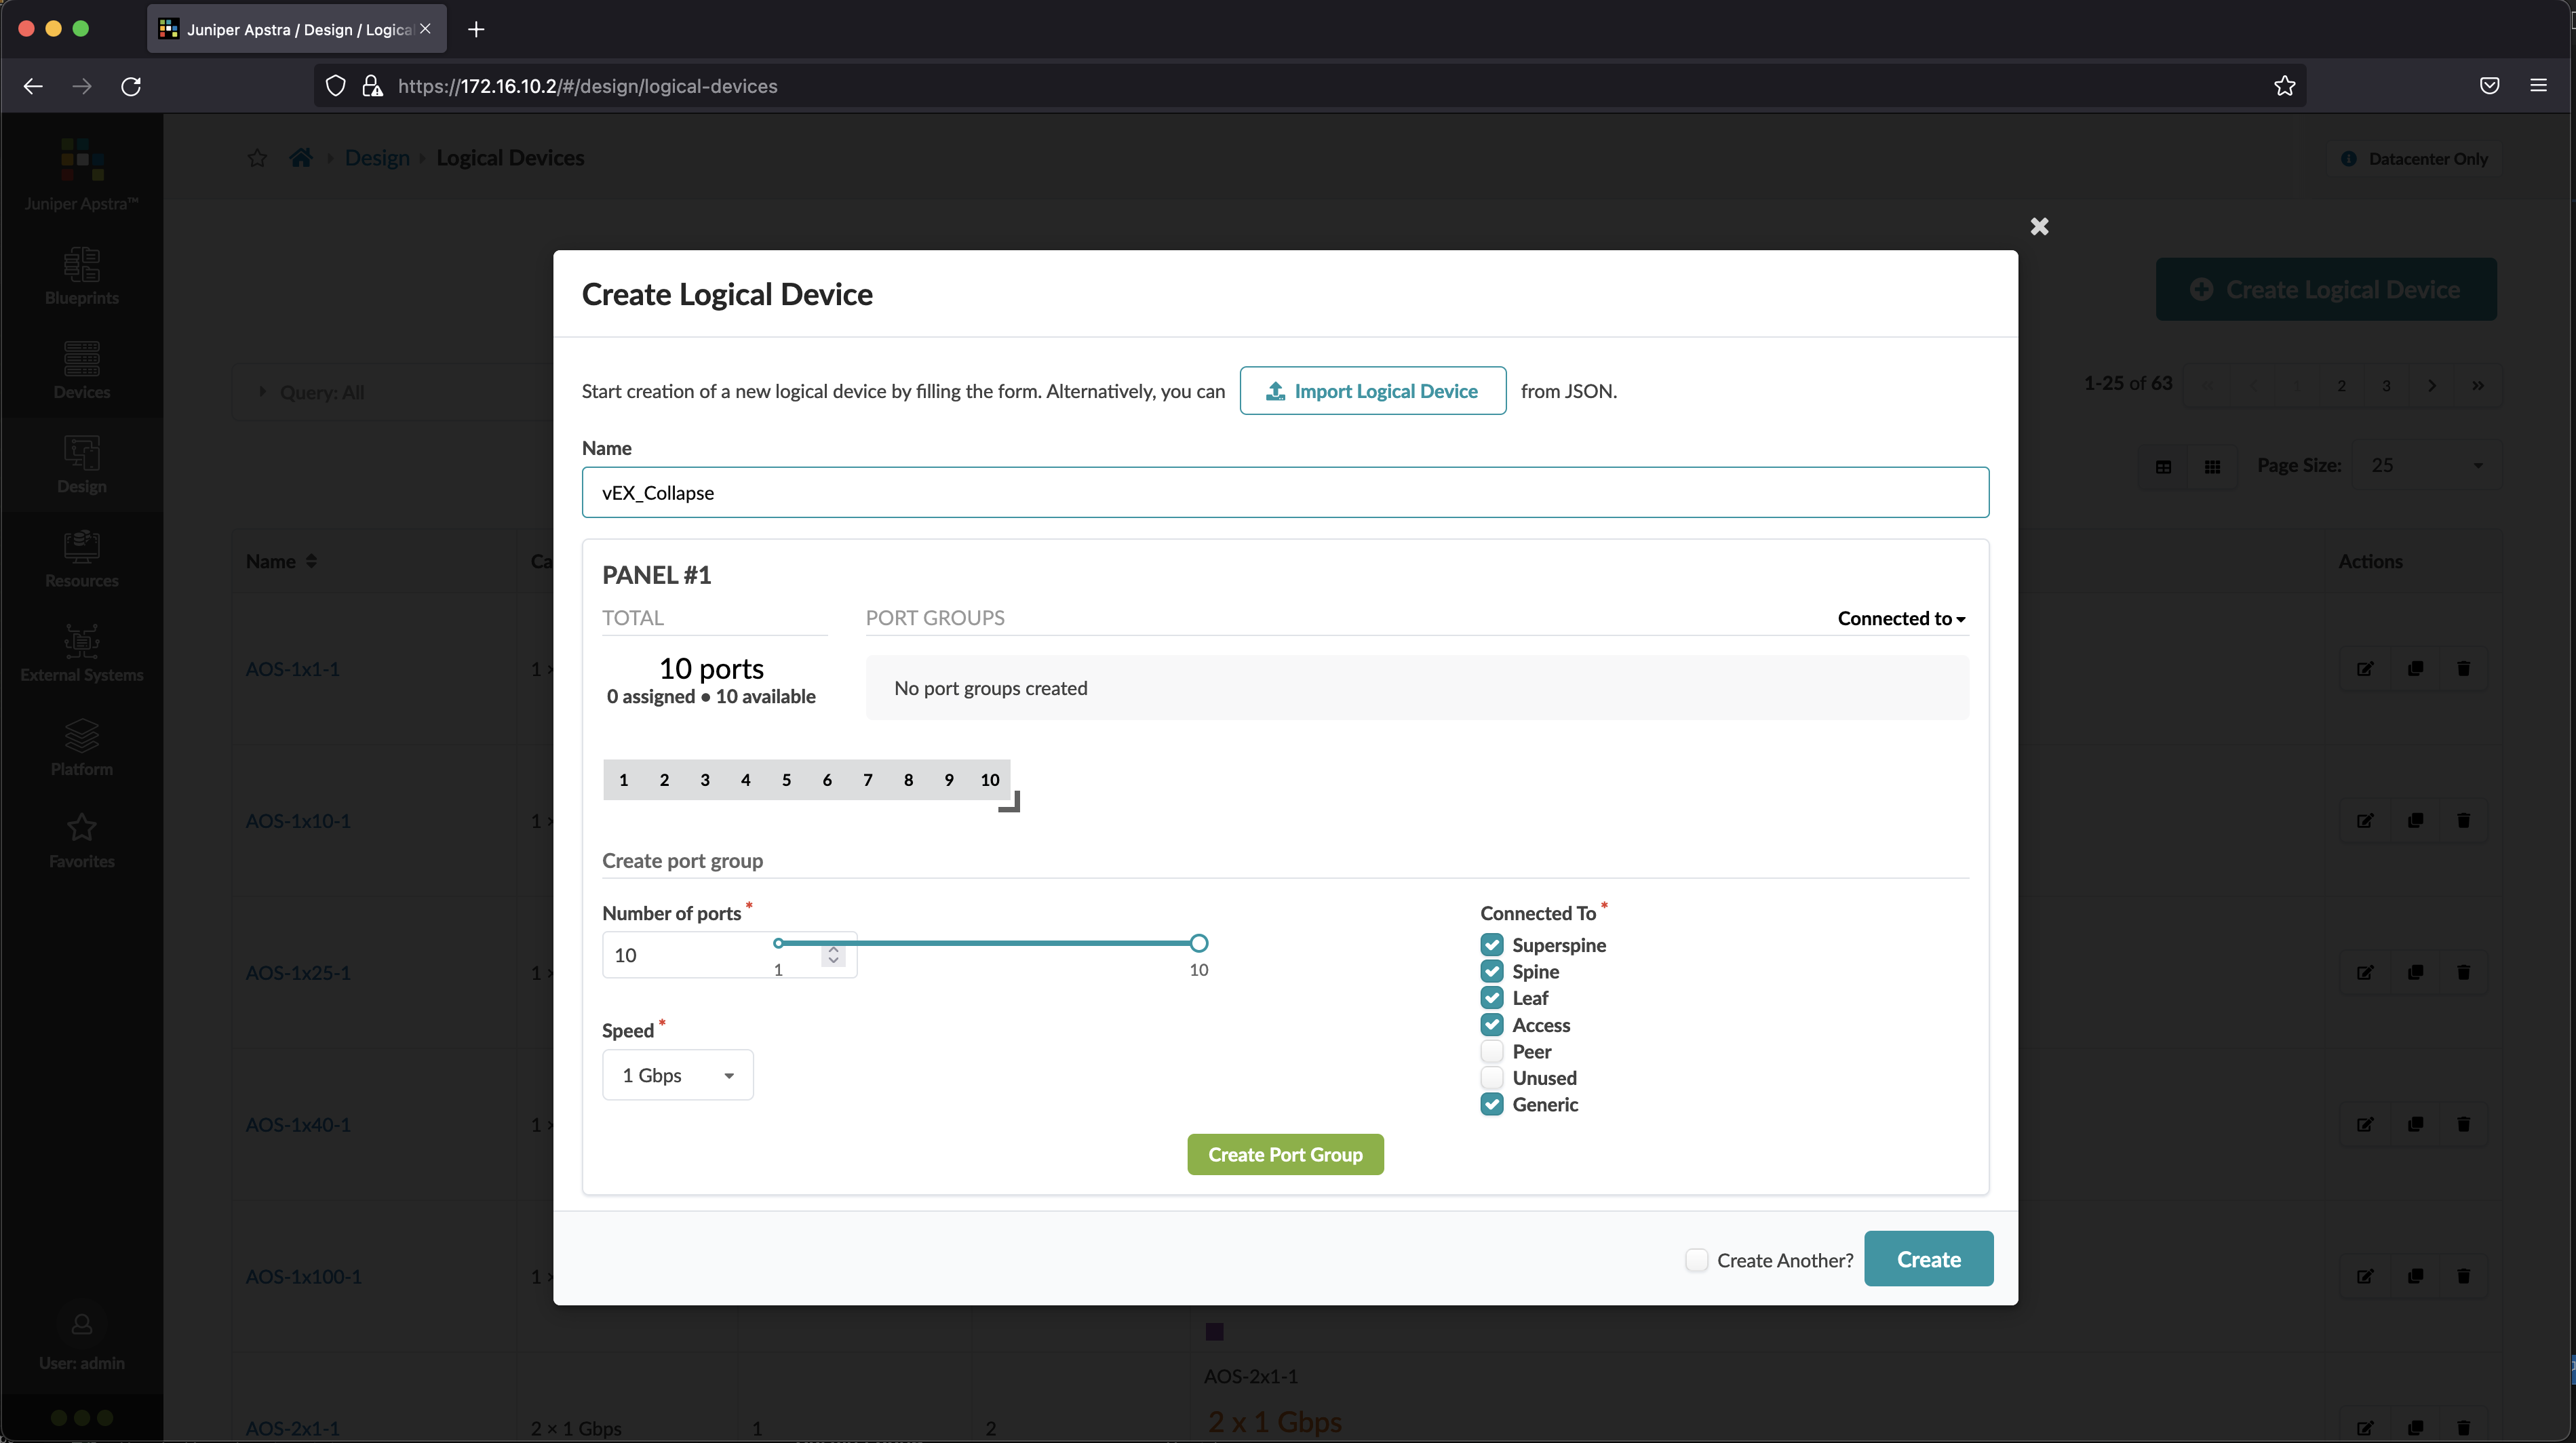 Juniper Apstra / Design / Logical
https://172.16.10.2/#/design/logical-devices
Juniper Apstra™
Blueprints
Devices
Design
Resources
External Systems
Platform
Favorites
User: admin
Design
Logical Devices
Datacenter Only
Create Logical Device
Query: All
1-25 of 63
2
3
Page Size:
25
Name
Ca
Actions
AOS-1x1-1
AOS-1x10-1
AOS-1x25-1
AOS-1x40-1
AOS-1x100-1
AOS-2x1-1
2 × 1 Gbps
1
2
AOS-2x1-1
2 x 1 Gbps
Create Logical Device
Start creation of a new logical device by filling the form. Alternatively, you can
Import Logical Device
from JSON.
Name
vEX_Collapse
PANEL #1
TOTAL
PORT GROUPS
Connected to
10 ports
0 assigned • 10 available
No port groups created
1 2 3 4 5 6 7 8 9 10
Create port group
Number of ports *
10
1
10
Speed *
1 Gbps
Connected To *
Superspine
Spine
Leaf
Access
Peer
Unused
Generic
Create Port Group
Create Another?
Create